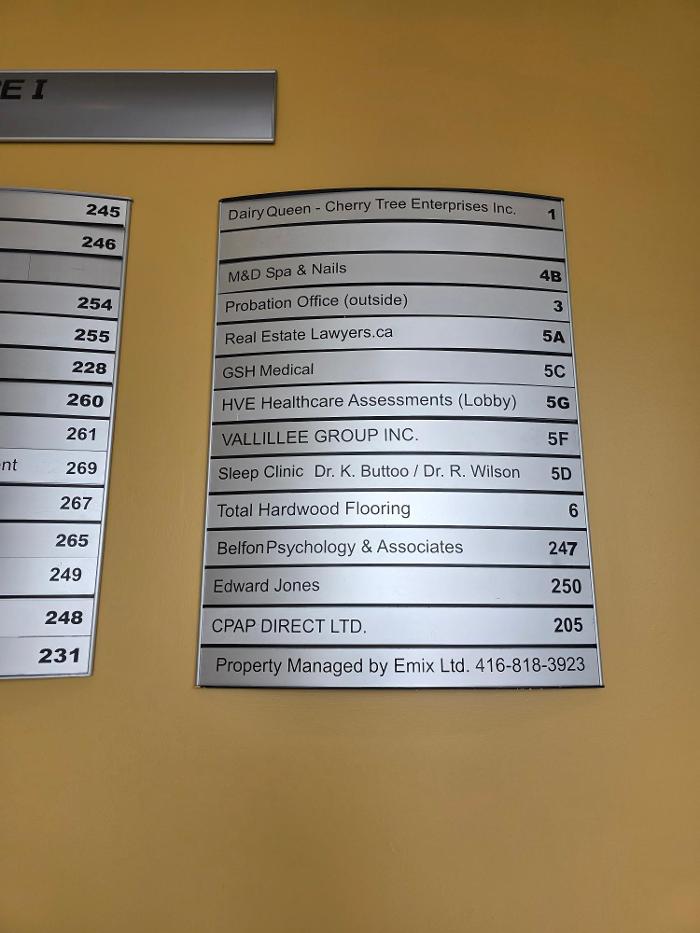 E I
245
246
254
255
228
260
261
nt 269
267
265
249
248
231
Dairy Queen - Cherry Tree Enterprises Inc. 1
M&D Spa & Nails 4B
Probation Office (outside) 3
Real Estate Lawyers.ca 5A
GSH Medical 5C
HVE Healthcare Assessments (Lobby) 5G
VALLILLEE GROUP INC. 5F
Sleep Clinic Dr. K. Buttoo / Dr. R. Wilson 5D
Total Hardwood Flooring 6
Belfon Psychology & Associates 247
Edward Jones 250
CPAP DIRECT LTD. 205
Property Managed by Emix Ltd. 416-818-3923